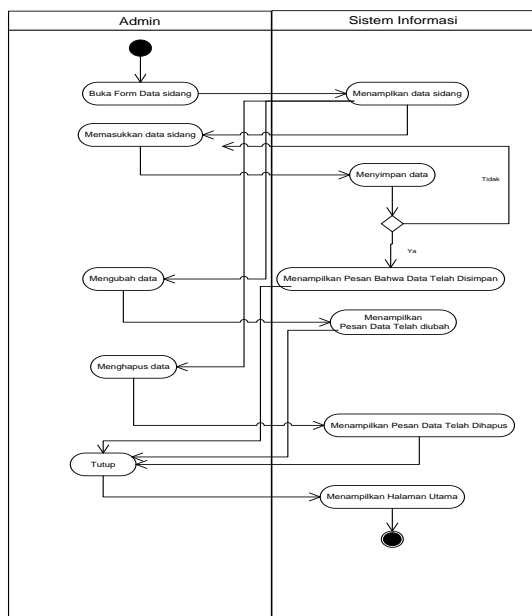 Admin
Sistem Informasi
Buka Form Data sidang
Menamplkan data sidang
Memasukkan data sidang
Menyimpan data
Tidak
Ya
Mengubah data
Menampilkan Pesan Bahwa Data Telah Disimpan
Menampilkan
Pesan Data Telah diubah
Menghapus data
Menampilkan Pesan Data Telah Dihapus
Tutup
Menampilkan Halaman Utama